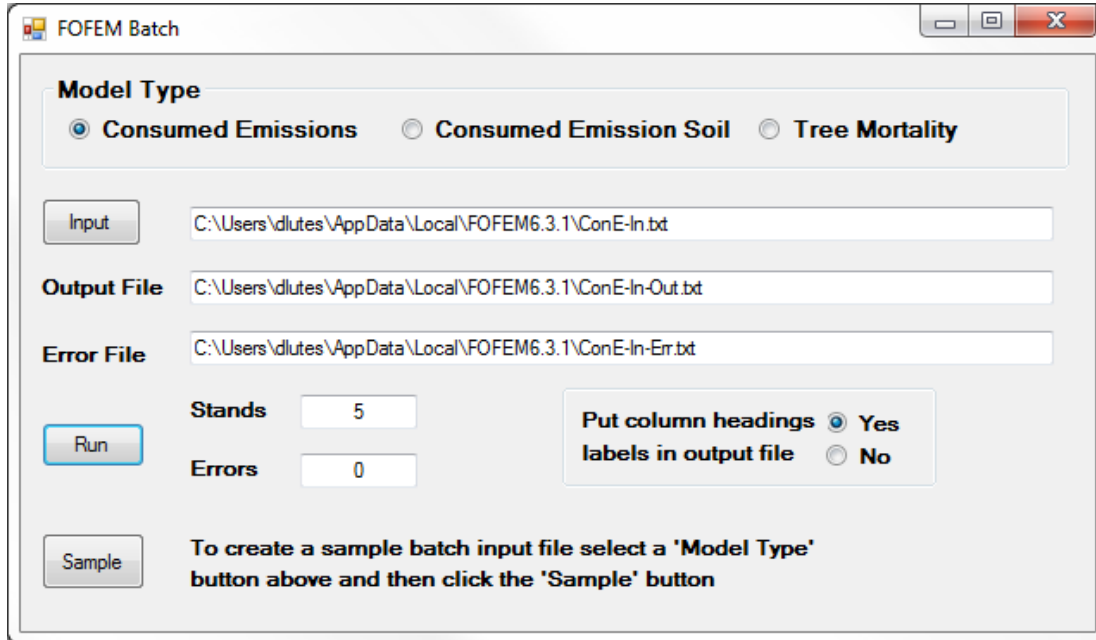 FOFEM Batch
Model Type
Consumed Emissions Consumed Emission Soil Tree Mortality
Input C:\Users\dlutes\AppData\Local\FOFEM6.3.1\ConE-In.txt
Output File C:\Users\dlutes\AppData\Local\FOFEM6.3.1\ConE-In-Out.txt
Error File C:\Users\dlutes\AppData\Local\FOFEM6.3.1\ConE-In-Err.txt
Stands 5
Run
Errors 0
Put column headings Yes
labels in output file No
Sample
To create a sample batch input file select a 'Model Type'
button above and then click the 'Sample' button